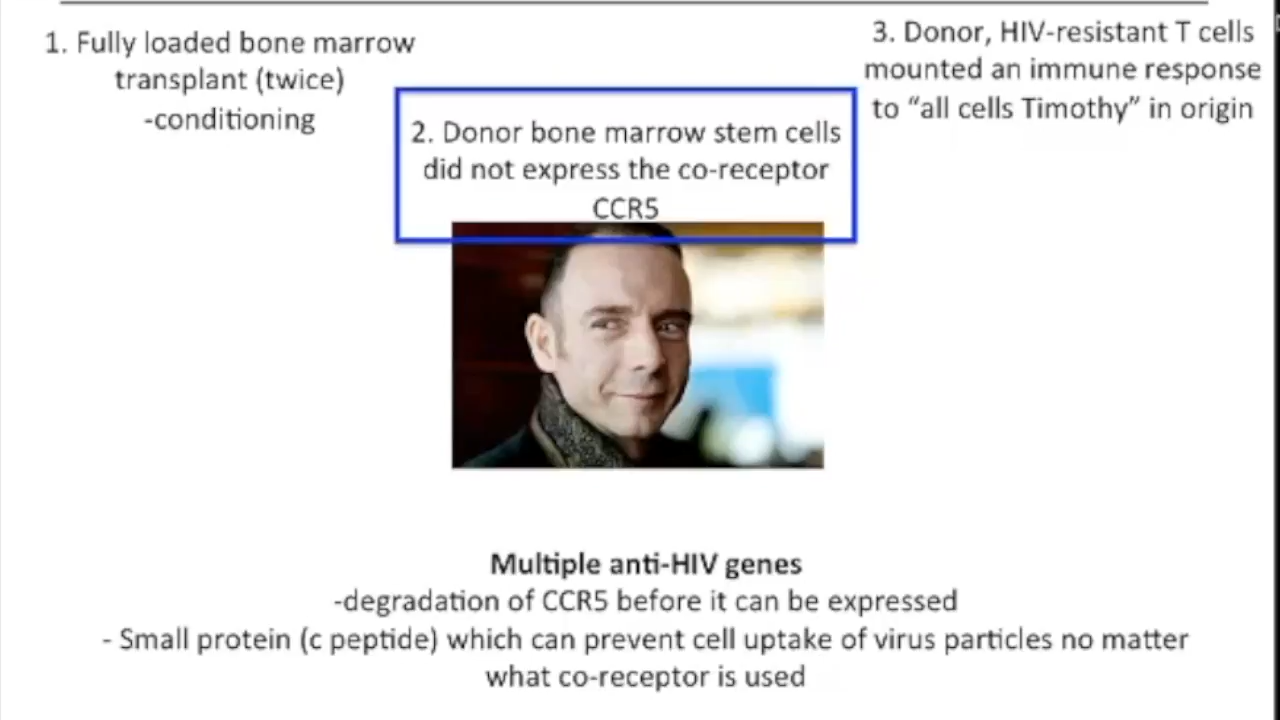 1. Fully loaded bone marrow
transplant (twice)
-conditioning
2. Donor bone marrow stem cells
did not express the co-receptor
CCR5
3. Donor, HIV-resistant T cells
mounted an immune response
to “all cells Timothy” in origin
Multiple anti-HIV genes
-degradation of CCR5 before it can be expressed
- Small protein (c peptide) which can prevent cell uptake of virus particles no matter
what co-receptor is used